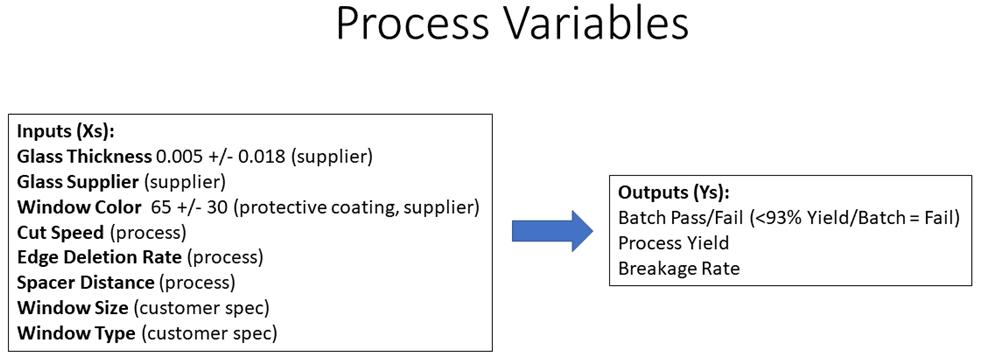 Process Variables
Inputs (Xs):
Glass Thickness 0.005 +/- 0.018 (supplier)
Glass Supplier (supplier)
Window Color  65 +/- 30 (protective coating, supplier)
Cut Speed (process)
Edge Deletion Rate (process)
Spacer Distance (process)
Window Size (customer spec)
Window Type (customer spec)
Outputs (Ys):
Batch Pass/Fail (<93% Yield/Batch = Fail)
Process Yield
Breakage Rate